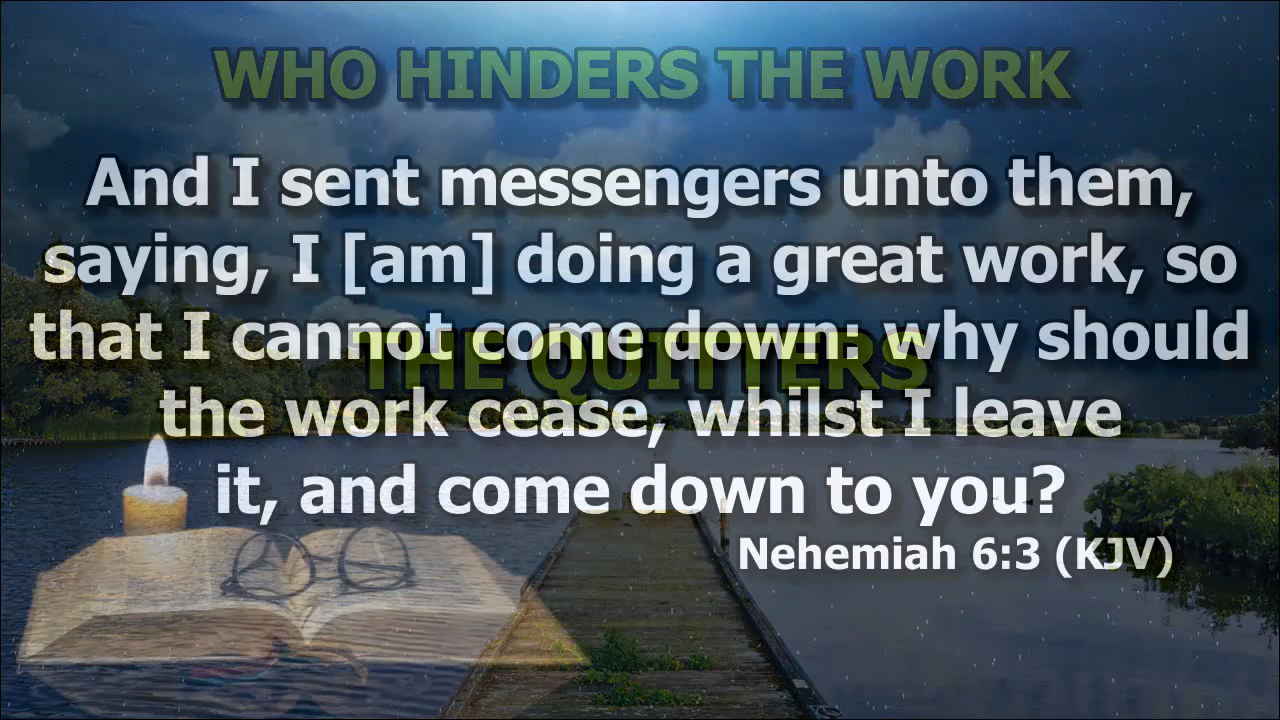 WHO HINDERS THE WORK
And I sent messengers unto them,
saying, I [am] doing a great work, so
that I cannot come down: why should
THE QUITTERS
the work cease, whilst I leave
it, and come down to you?
Nehemiah 6:3 (KJV)